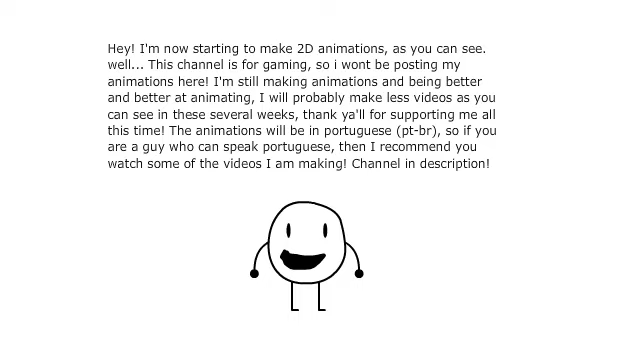 Hey! I'm now starting to make 2D animations, as you can see.
well... This channel is for gaming, so i wont be posting my
animations here! I'm still making animations and being better
and better at animating, I will probably make less videos as you
can see in these several weeks, thank ya'll for supporting me all
this time! The animations will be in portuguese (pt-br), so if you
are a guy who can speak portuguese, then I recommend you
watch some of the videos I am making! Channel in description!